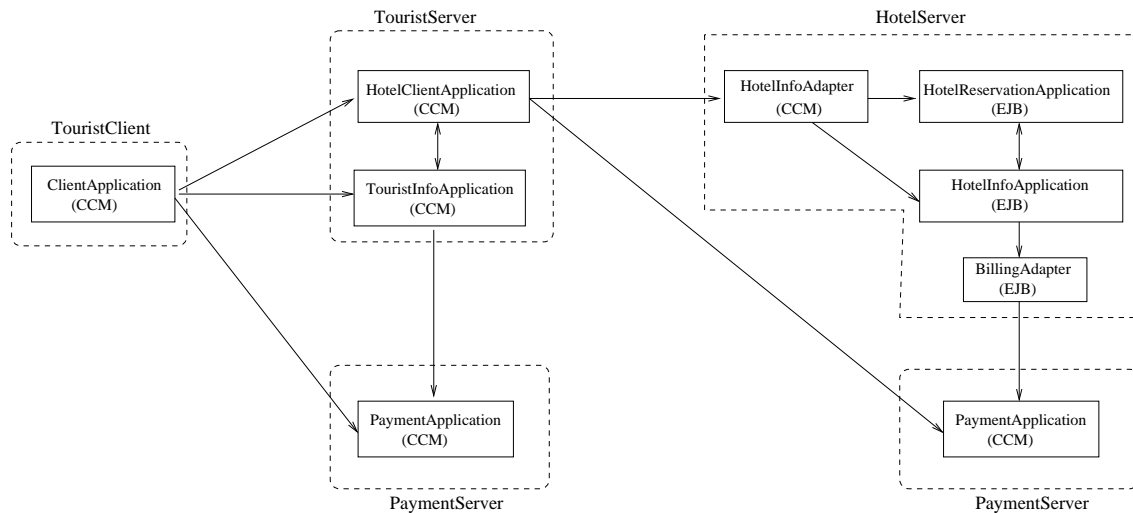 TouristServer
HotelServer
HotelClientApplication
(CCM)
HotelInfoAdapter
(CCM)
HotelReservationApplication
(EJB)
TouristClient
ClientApplication
(CCM)
TouristInfoApplication
(CCM)
HotelInfoApplication
(EJB)
BillingAdapter
(EJB)
PaymentApplication
(CCM)
PaymentApplication
(CCM)
PaymentServer
PaymentServer